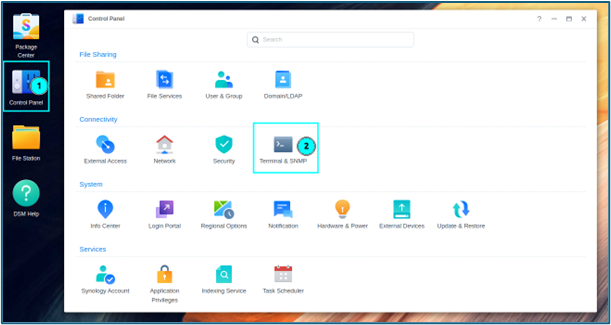 Control Panel
Search
Package
Center
File Sharing
1
Control Panel
Shared Folder
File Services
User & Group
Domain/LDAP
Connectivity
2
File Station
External Access
Network
Security
Terminal & SNMP
System
DSM Help
Info Center
Login Portal
Regional Options
Notification
Hardware & Power
External Devices
Update & Restore
Services
Synology Account
Application
Privileges
Indexing Service
Task Scheduler